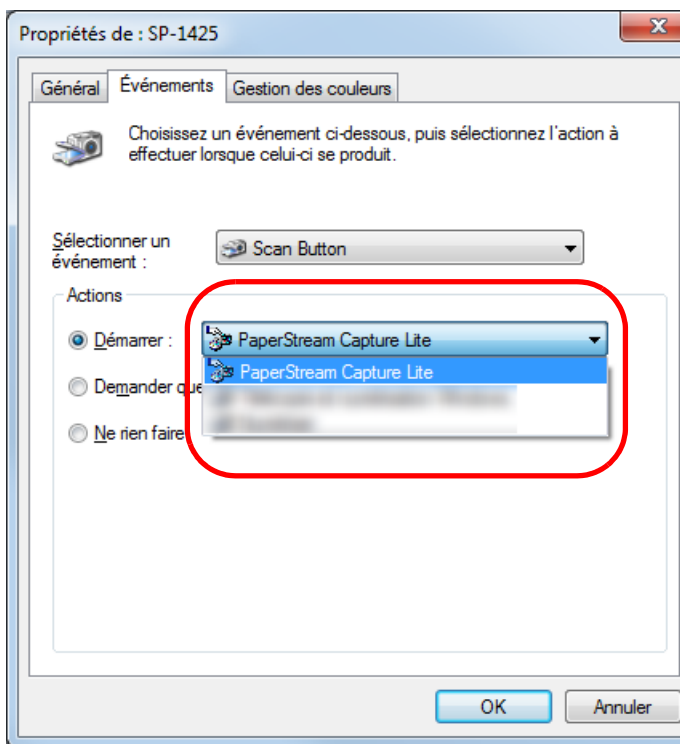 Propriétés de : SP-1425
Général Événements Gestion des couleurs
Choisissez un événement ci-dessous, puis sélectionnez l'action à
effectuer lorsque celui-ci se produit.
Sélectionner un
événement :
Scan Button
Actions
Démarrer :
PaperStream Capture Lite
PaperStream Capture Lite
Demander que
Ne rien faire
OK Annuler